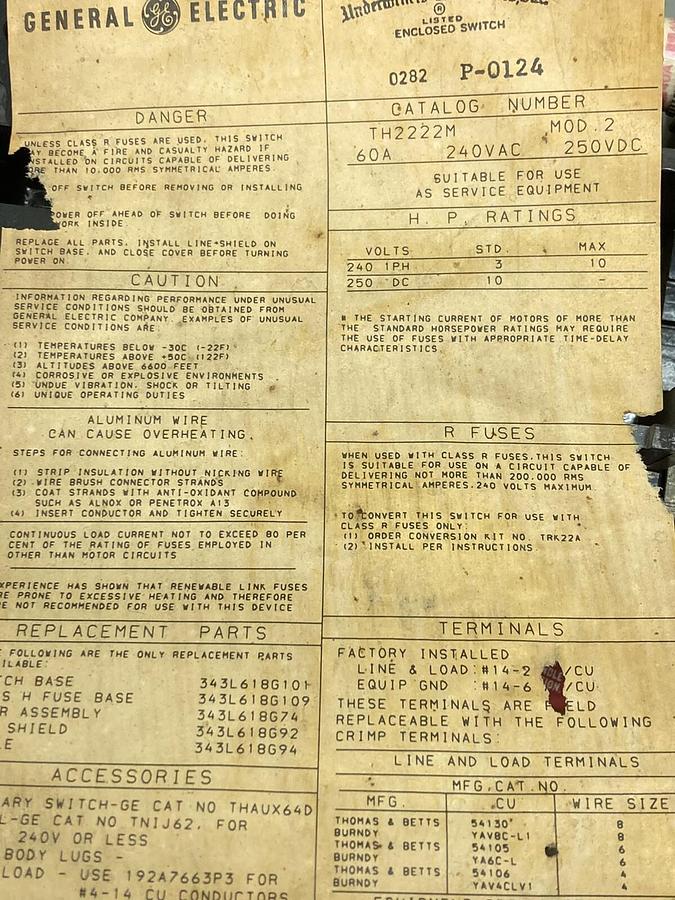 GENERAL GE ELECTRIC
DANGER
UNLESS CLASS R FUSES ARE USED, THIS SWITCH
AY BECOME A FIRE AND CASUALTY HAZARD IF
NSTALLED ON CIRCUITS CAPABLE OF DELIVERING
RE THAN 10,000 RMS SYMMETRICAL AMPERES.
OFF SWITCH BEFORE REMOVING OR INSTALLING
POWER OFF AHEAD OF SWITCH BEFORE DOING
WORK INSIDE.
REPLACE ALL PARTS, INSTALL LINE-SHIELD ON
SWITCH BASE, AND CLOSE COVER BEFORE TURNING
POWER ON.
CAUTION
INFORMATION REGARDING PERFORMANCE UNDER UNUSUAL
SERVICE CONDITIONS SHOULD BE OBTAINED FROM
GENERAL ELECTRIC COMPANY. EXAMPLES OF UNUSUAL
SERVICE CONDITIONS ARE:
(1) TEMPERATURES BELOW -30C (-22F)
(2) TEMPERATURES ABOVE +50C (122F)
(3) ALTITUDES ABOVE 6600 FEET
(4) CORROSIVE OR EXPLOSIVE ENVIRONMENTS
(5) UNDUE VIBRATION, SHOCK OR TILTING
(6) UNIQUE OPERATING DUTIES
ALUMINUM WIRE
CAN CAUSE OVERHEATING.
STEPS FOR CONNECTING ALUMINUM WIRE:
(1) STRIP INSULATION WITHOUT NICKING WIRE
(2) WIRE BRUSH CONNECTOR STRANDS
(3) COAT STRANDS WITH ANTI-OXIDANT COMPOUND
SUCH AS ALNOX OR PENETROX A13
(4) INSERT CONDUCTOR AND TIGHTEN SECURELY
CONTINUOUS LOAD CURRENT NOT TO EXCEED 80 PER
CENT OF THE RATING OF FUSES EMPLOYED IN
OTHER THAN MOTOR CIRCUITS
XPERIENCE HAS SHOWN THAT RENEWABLE LINK FUSES
RE PRONE TO EXCESSIVE HEATING AND THEREFORE
E NOT RECOMMENDED FOR USE WITH THIS DEVICE
REPLACEMENT PARTS
E FOLLOWING ARE THE ONLY REPLACEMENT PARTS
ILABLE:
CH BASE 343L618G101
S H FUSE BASE 343L618G109
R ASSEMBLY 343L618G74
SHIELD 343L618G92
E 343L618G94
ACCESSORIES
ARY SWITCH-GE CAT NO THAUX64D
L-GE CAT NO TNIJ62, FOR
240V OR LESS
BODY LUGS -
LOAD - USE 192A7663P3 FOR
#4-14 CU CONDUCTORS
LISTED
ENCLOSED SWITCH
0282 P-0124
CATALOG NUMBER
TH2222M MOD.2
60A 240VAC 250VDC
SUITABLE FOR USE
AS SERVICE EQUIPMENT
H. P. RATINGS
VOLTS STD. MAX
240 1PH 3 10
250 DC 10 -
* THE STARTING CURRENT OF MOTORS OF MORE THAN
THE STANDARD HORSEPOWER RATINGS MAY REQUIRE
THE USE OF FUSES WITH APPROPRIATE TIME-DELAY
CHARACTERISTICS.
R FUSES
WHEN USED WITH CLASS R FUSES,THIS SWITCH
IS SUITABLE FOR USE ON A CIRCUIT CAPABLE OF
DELIVERING NOT MORE THAN 200,000 RMS
SYMMETRICAL AMPERES,240 VOLTS MAXIMUM.
TO CONVERT THIS SWITCH FOR USE WITH
CLASS R FUSES ONLY:
(1) ORDER CONVERSION KIT NO. TRK22A
(2) INSTALL PER INSTRUCTIONS.
TERMINALS
FACTORY INSTALLED
LINE & LOAD:#14-2 /CU
EQUIP GND :#14-6 /CU
THESE TERMINALS ARE F ELD
REPLACEABLE WITH THE FOLLOWING
CRIMP TERMINALS:
LINE AND LOAD TERMINALS
MFG.CAT.NO.
MFG. CU WIRE SIZE
THOMAS & BETTS 54130 8
BURNDY YAV8C-L1 8
THOMAS & BETTS 54105 6
BURNDY YA6C-L 6
THOMAS & BETTS 54106 4
BURNDY YAV4CLV1 4